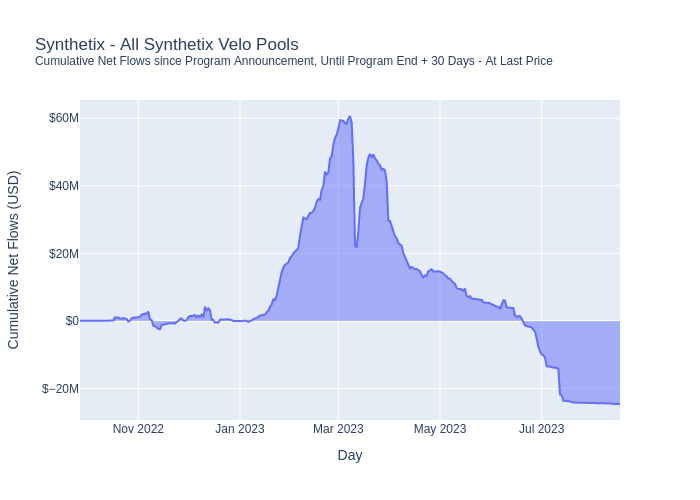 Synthetix - All Synthetix Velo Pools
Cumulative Net Flows since Program Announcement, Until Program End + 30 Days - At Last Price
Cumulative Net Flows (USD)
$60M
$40M
$20M
$0
$−20M
Nov 2022
Jan 2023
Mar 2023
May 2023
Jul 2023
Day